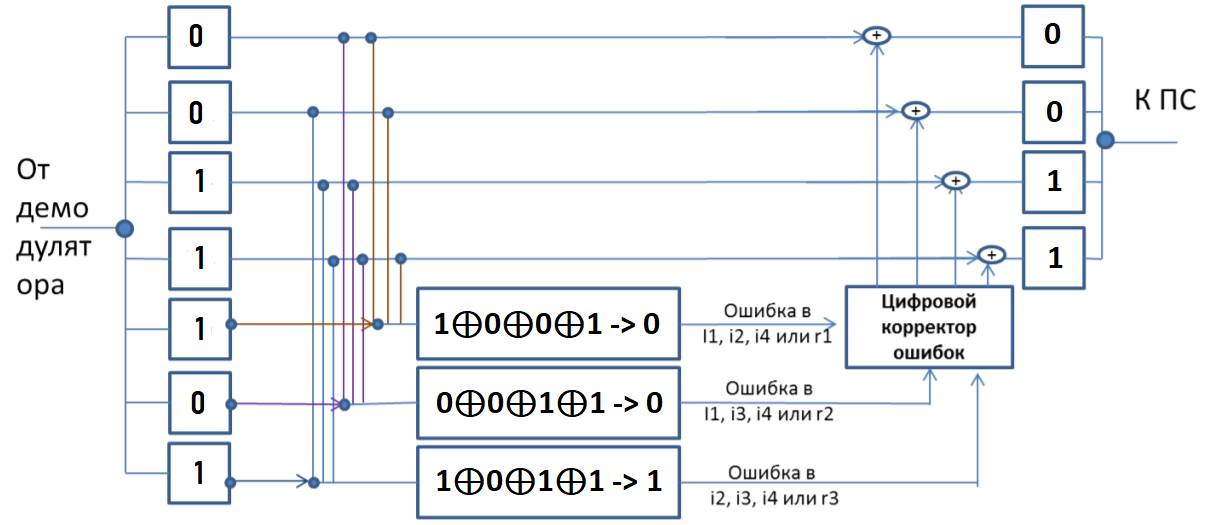 0
0
1
1
1
0
1
От
демо
дулят
ора
1⊕0⊕0⊕1 -> 0
0⊕0⊕1⊕1 -> 0
1⊕0⊕1⊕1 -> 1
Ошибка в
I1, i2, i4 или r1
Ошибка в
I1, i3, i4 или r2
Ошибка в
i2, i3, i4 или r3
+
+
+
+
Цифровой
корректор
ошибок
0
0
1
1
К ПС